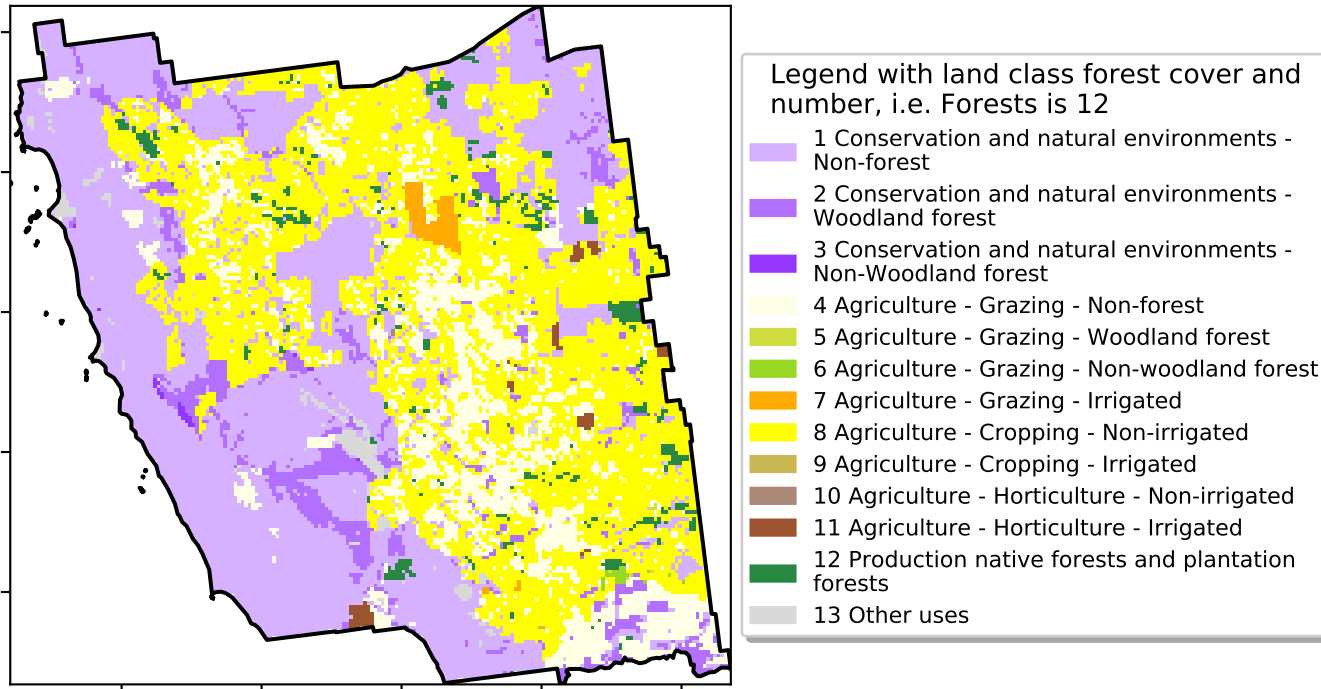 Legend with land class forest cover and
number, i.e. Forests is 12
1 Conservation and natural environments -
Non-forest
2 Conservation and natural environments -
Woodland forest
3 Conservation and natural environments -
Non-Woodland forest
4 Agriculture - Grazing - Non-forest
5 Agriculture - Grazing - Woodland forest
6 Agriculture - Grazing - Non-woodland forest
7 Agriculture - Grazing - Irrigated
8 Agriculture - Cropping - Non-irrigated
9 Agriculture - Cropping - Irrigated
10 Agriculture - Horticulture - Non-irrigated
11 Agriculture - Horticulture - Irrigated
12 Production native forests and plantation
forests
13 Other uses